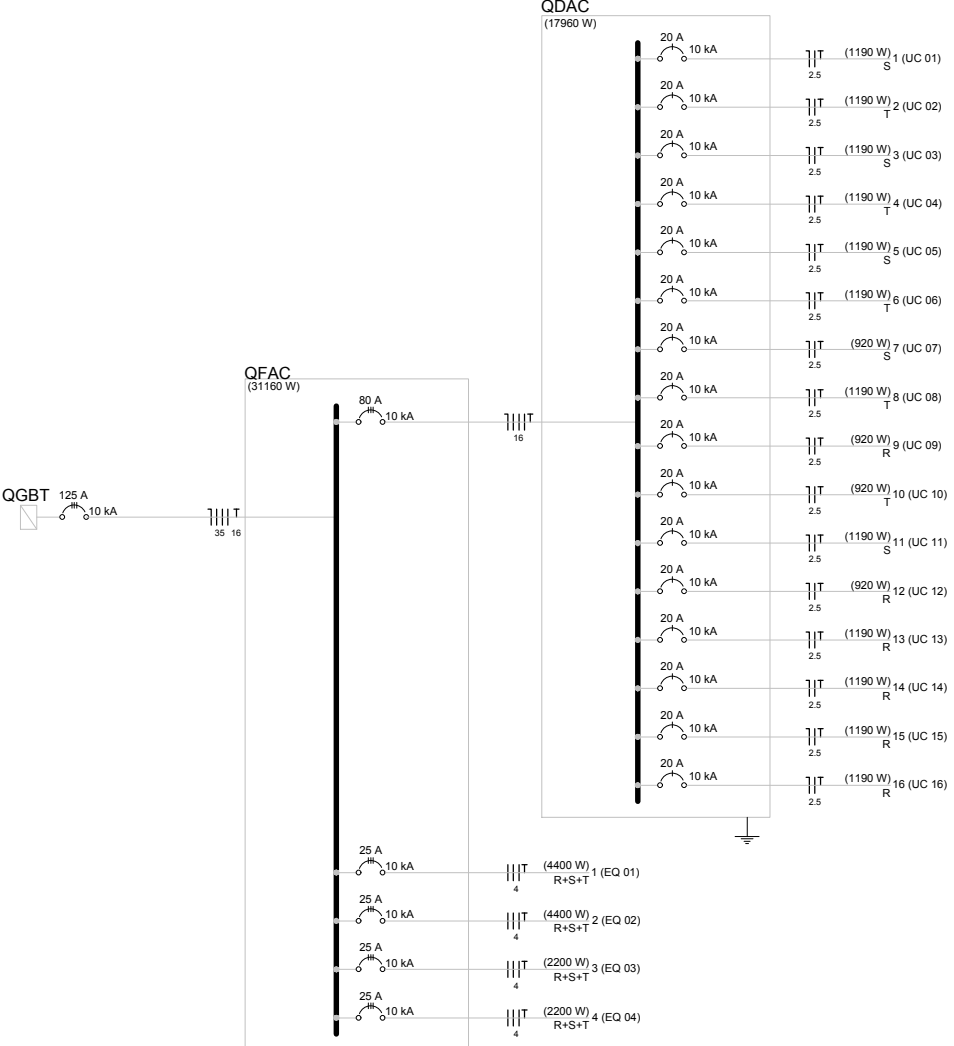 QDAC
(17960 W)
20 A
10 kA
2.5
(1190 W)
S
1 (UC 01)
20 A
10 kA
2.5
(1190 W)
T
2 (UC 02)
20 A
10 kA
2.5
(1190 W)
S
3 (UC 03)
20 A
10 kA
2.5
(1190 W)
T
4 (UC 04)
20 A
10 kA
2.5
(1190 W)
S
5 (UC 05)
20 A
10 kA
2.5
(1190 W)
T
6 (UC 06)
20 A
10 kA
2.5
(920 W)
S
7 (UC 07)
20 A
10 kA
2.5
(1190 W)
T
8 (UC 08)
20 A
10 kA
2.5
(920 W)
R
9 (UC 09)
20 A
10 kA
2.5
(920 W)
T
10 (UC 10)
20 A
10 kA
2.5
(1190 W)
S
11 (UC 11)
20 A
10 kA
2.5
(920 W)
R
12 (UC 12)
20 A
10 kA
2.5
(1190 W)
R
13 (UC 13)
20 A
10 kA
2.5
(1190 W)
R
14 (UC 14)
20 A
10 kA
2.5
(1190 W)
R
15 (UC 15)
20 A
10 kA
2.5
(1190 W)
R
16 (UC 16)
QFAC
(31160 W)
80 A
10 kA
16
QGBT
125 A
10 kA
35 16
25 A
10 kA
4
(4400 W)
R+S+T
1 (EQ 01)
25 A
10 kA
4
(4400 W)
R+S+T
2 (EQ 02)
25 A
10 kA
4
(2200 W)
R+S+T
3 (EQ 03)
25 A
10 kA
4
(2200 W)
R+S+T
4 (EQ 04)